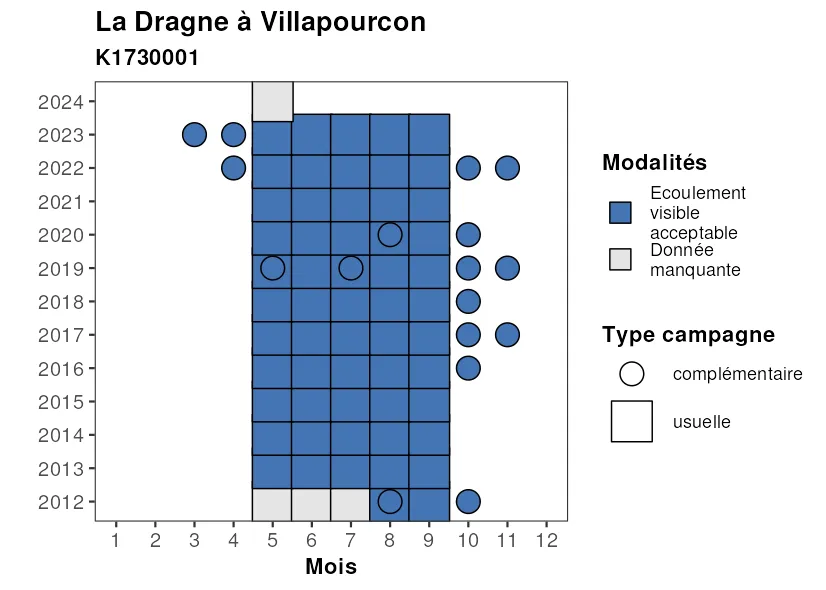 La Dragne à Villapourcon
K1730001
2024
2023
2022
2021
2020
2019
2018
2017
2016
2015
2014
2013
2012
1 2 3 4 5 6 7 8 9 10 11 12
Mois
Modalités
Ecoulement
visible
acceptable
Donnée
manquante
Type campagne
complémentaire
usuelle